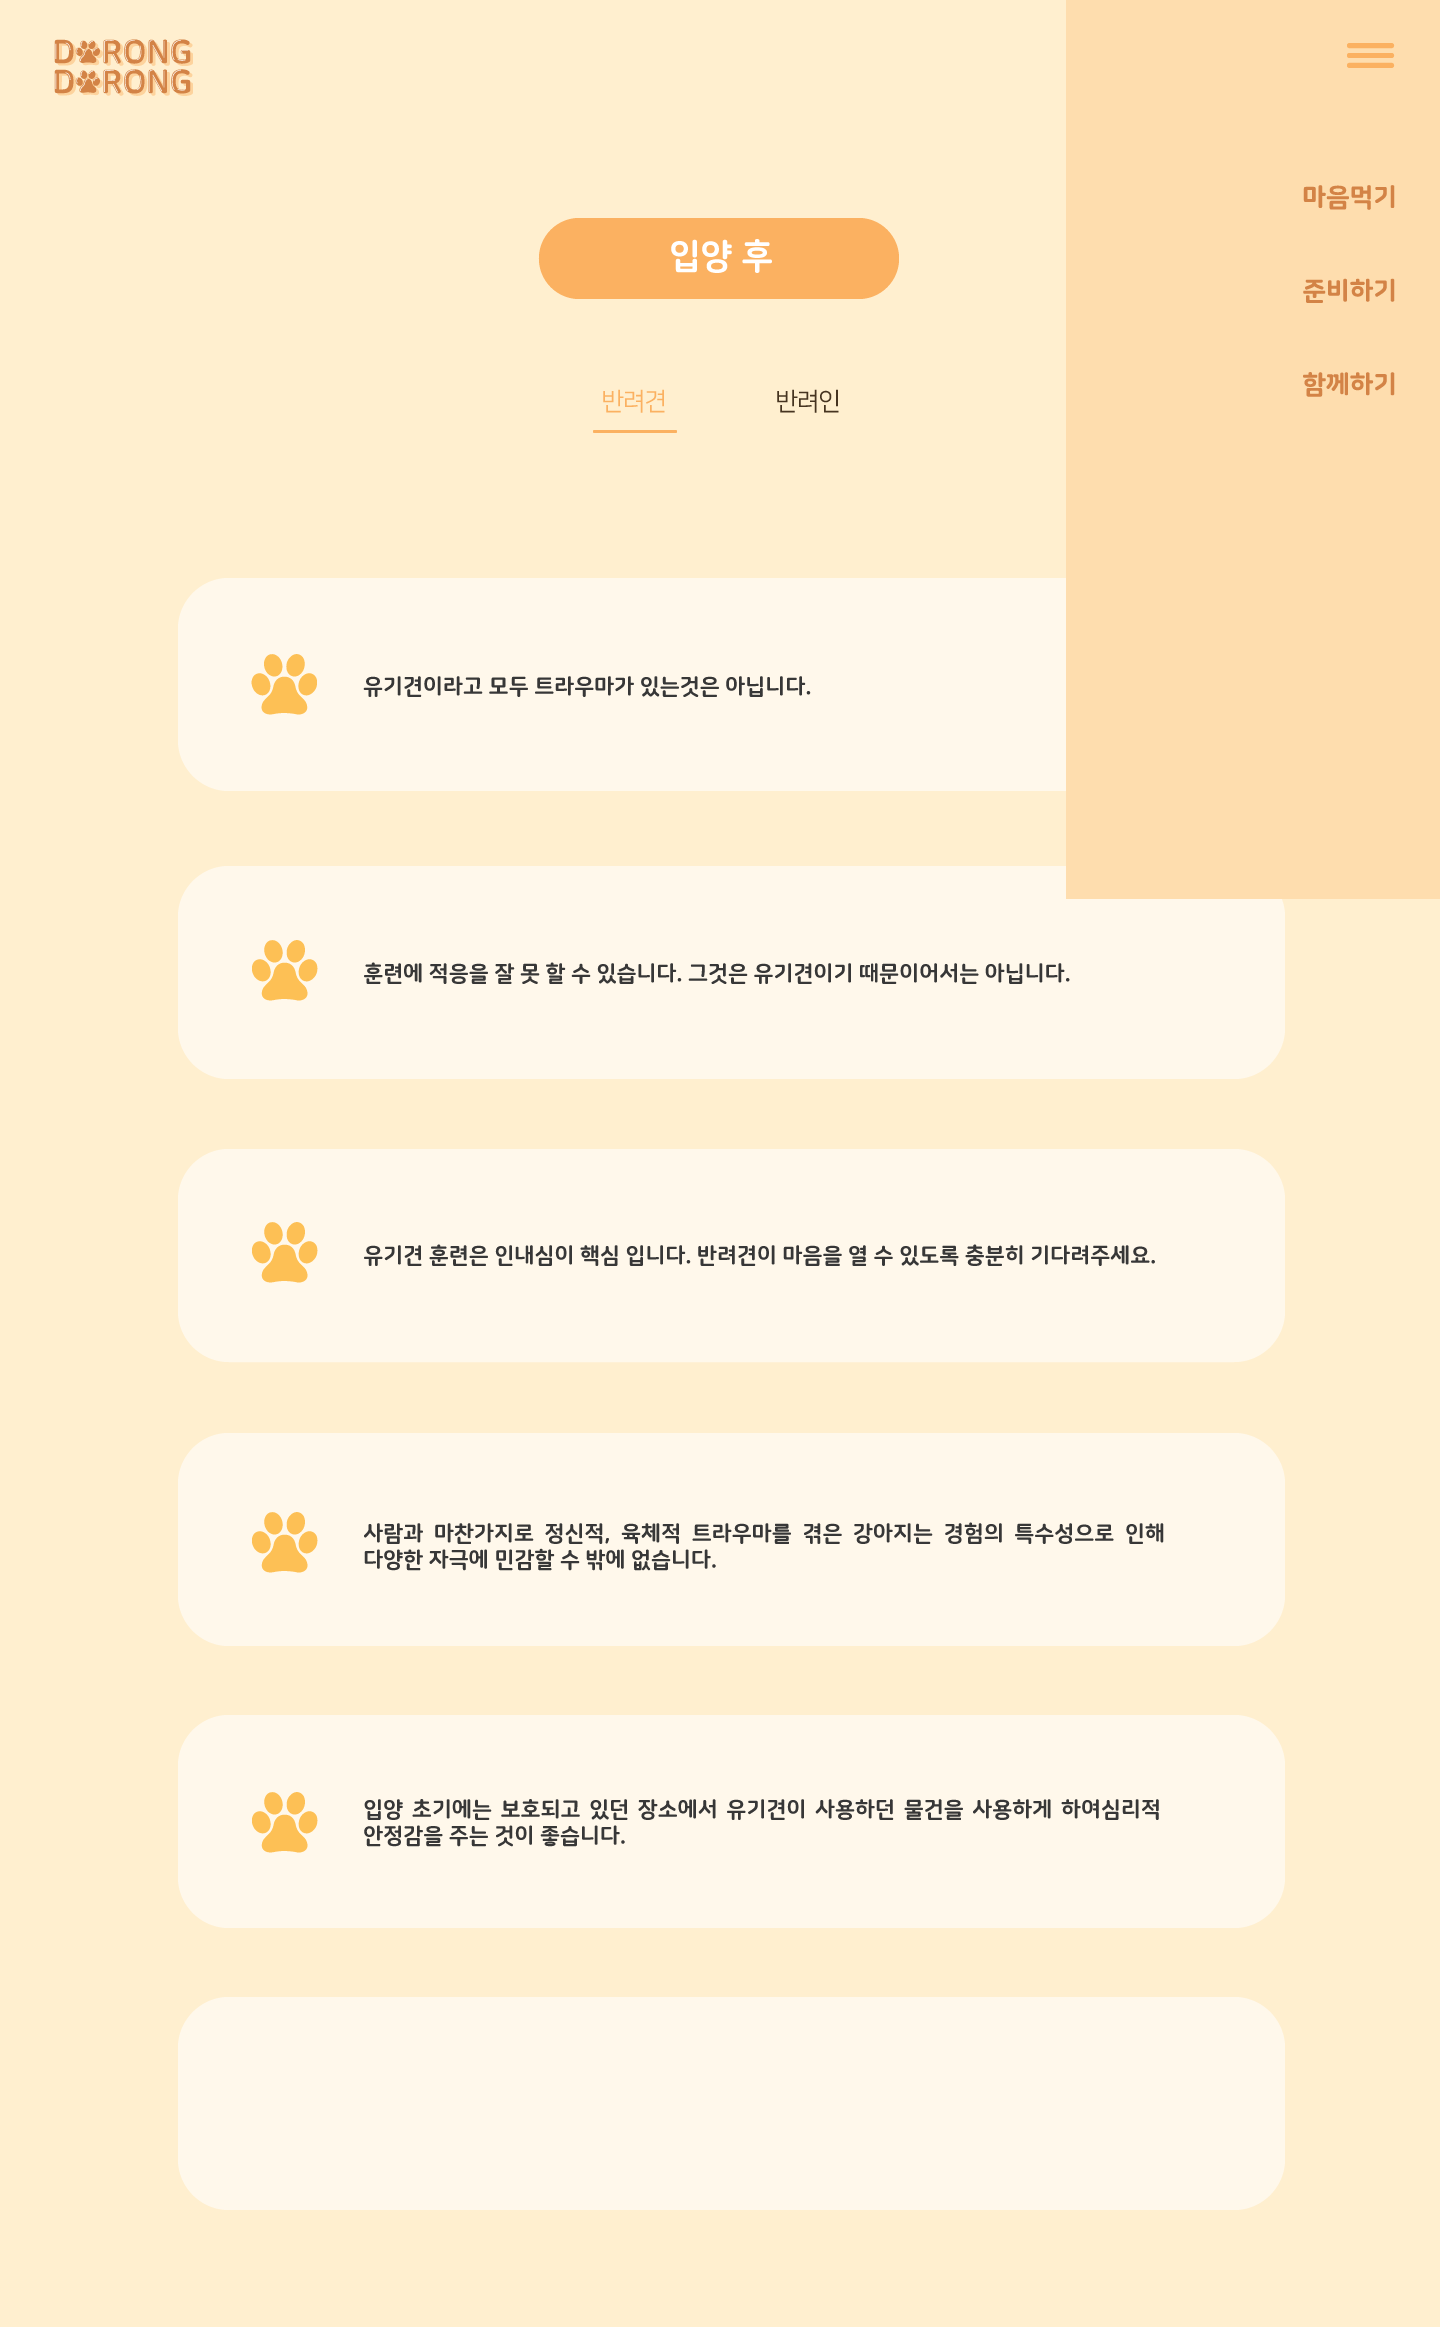 DORONG
DORONG
마음먹기
입양 후
준비하기
함께하기
반려견 반려인
유기견이라고 모두 트라우마가 있는것은 아닙니다.
훈련에 적응을 잘 못 할 수 있습니다. 그것은 유기견이기 때문이어서는 아닙니다.
유기견 훈련은 인내심이 핵심 입니다. 반려견이 마음을 열 수 있도록 충분히 기다려주세요.
사람과 마찬가지로 정신적, 육체적 트라우마를 겪은 강아지는 경험의 특수성으로 인해
다양한 자극에 민감할 수 밖에 없습니다.
입양 초기에는 보호되고 있던 장소에서 유기견이 사용하던 물건을 사용하게 하여심리적
안정감을 주는 것이 좋습니다.